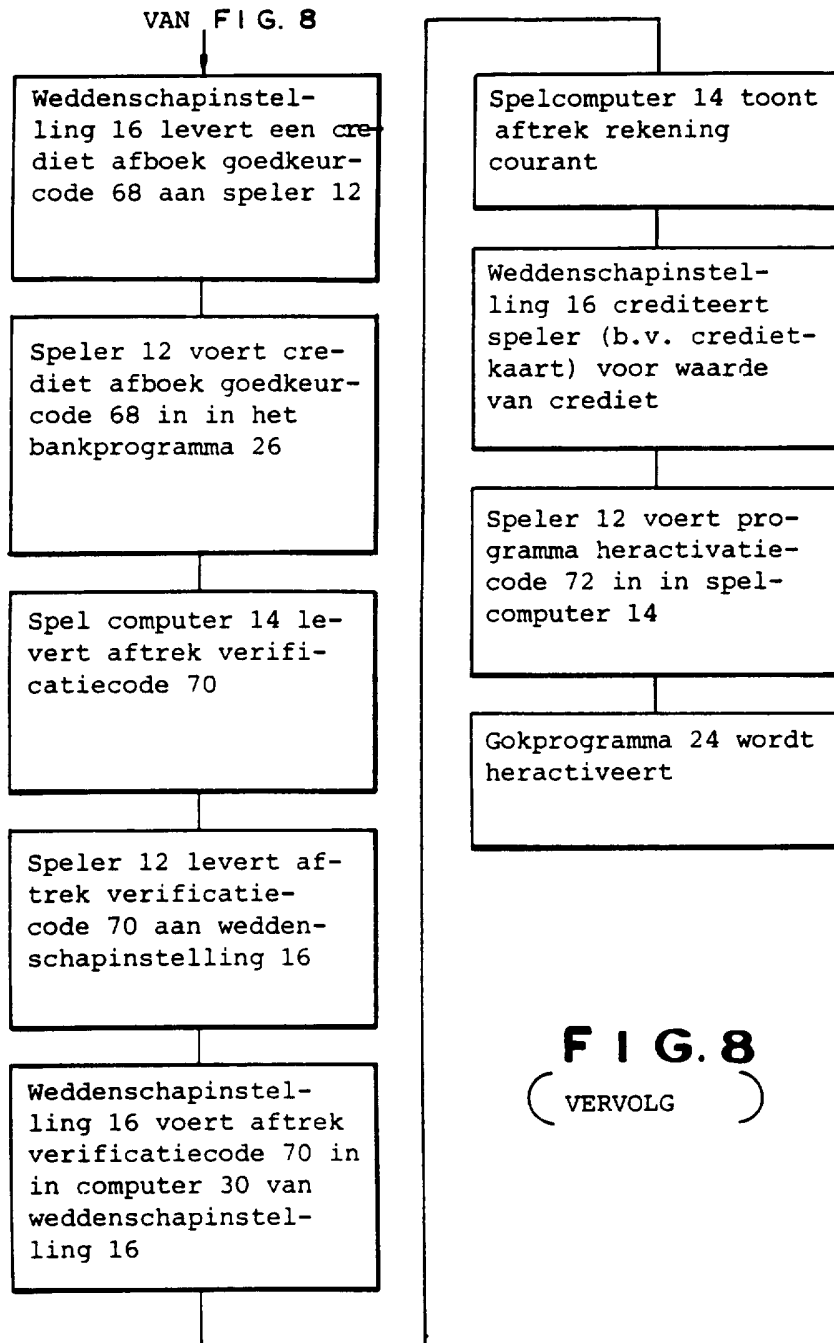 VAN FIG. 8
Weddenschapinstel-
ling 16 levert een cre-
diet afboek goedkeur-
code 68 aan speler 12
Speler 12 voert cre-
diet afboek goedkeur-
code 68 in in het
bankprogramma 26
Spel computer 14 le-
vert aftrek verifi-
catiecode 70
Speler 12 levert af-
trek verificatie-
code 70 aan wedden-
schapinstelling 16
Weddenschapinstel-
ling 16 voert aftrek
verificatiecode 70 in
in computer 30 van
weddenschapinstel-
ling 16
Spelcomputer 14 toont
aftrek rekening
courant
Weddenschapinstel-
ling 16 crediteert
speler (b.v. crediet-
kaart) voor waarde
van crediet
Speler 12 voert pro-
gramma heractivatie-
code 72 in in spel-
computer 14
Gokprogramma 24 wordt
heractiveert
FIG. 8
(VERVOLG)